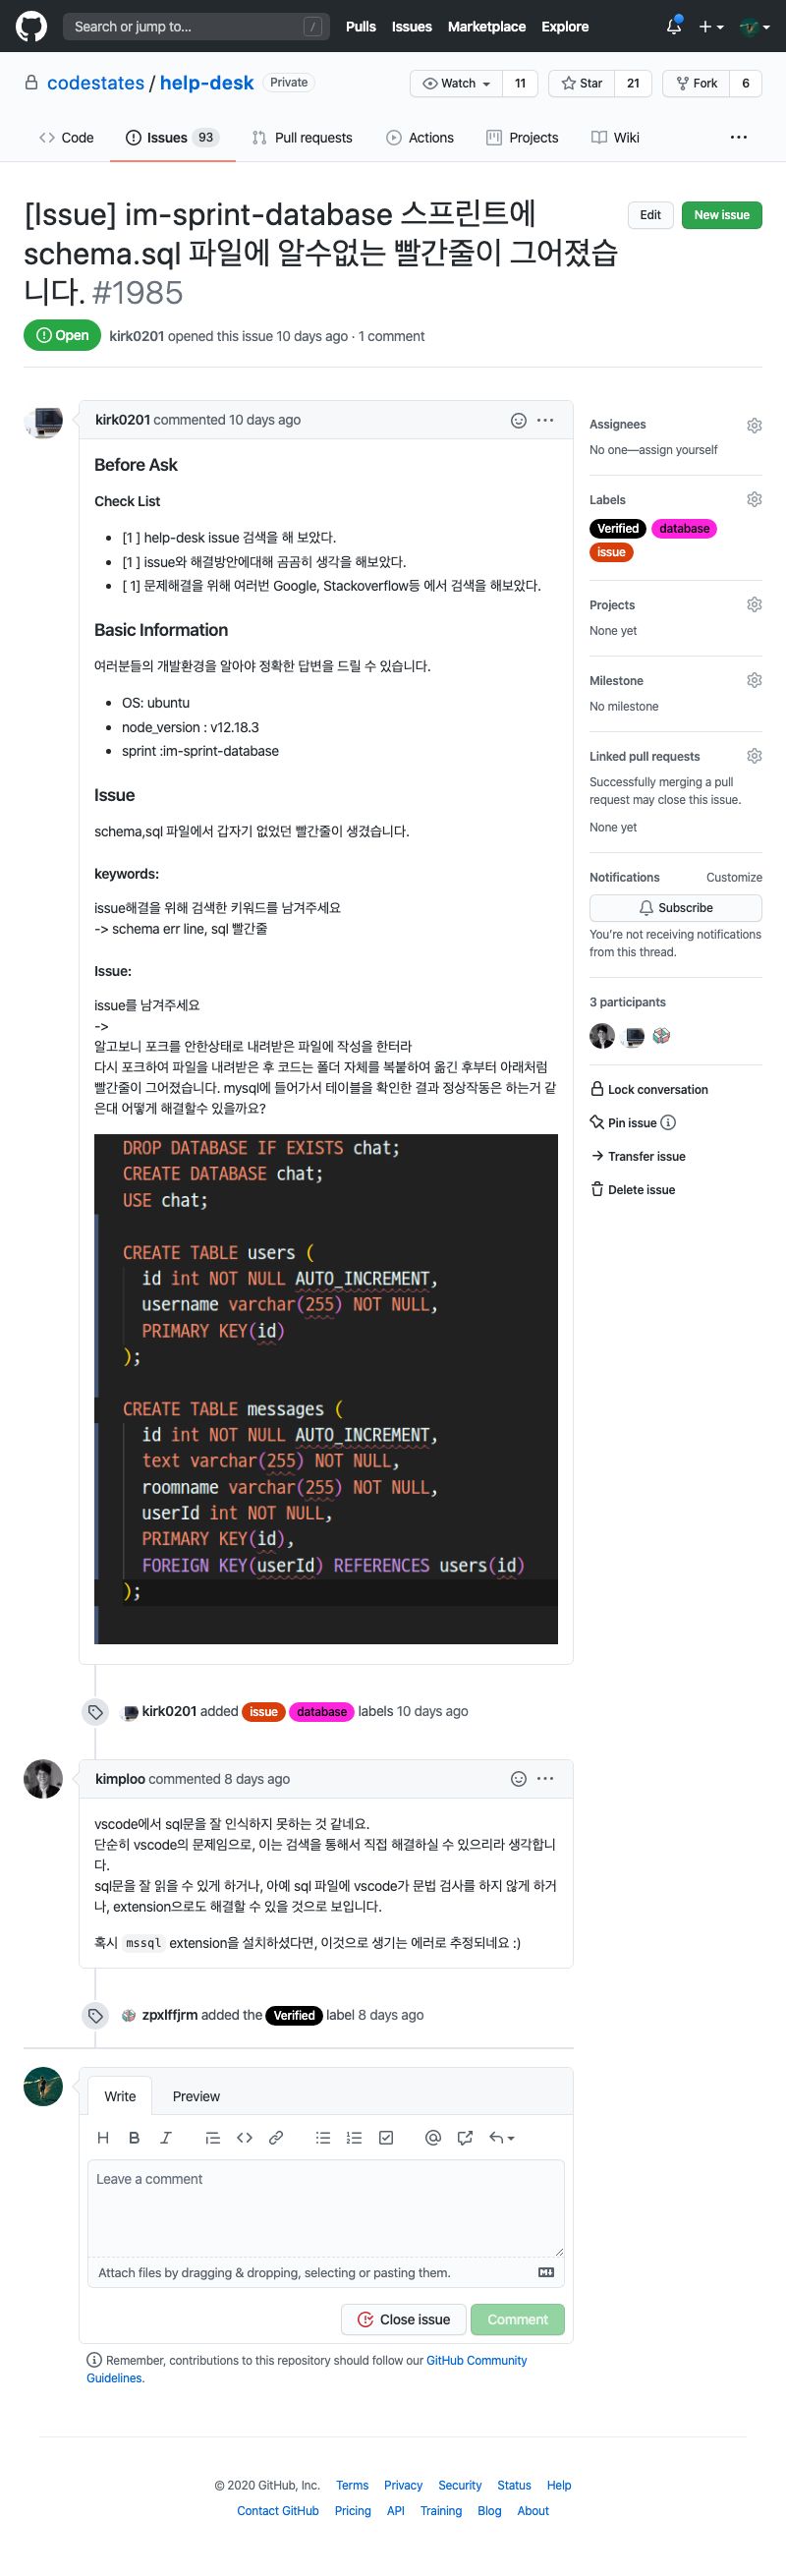 Search or jump to...
/
Pulls Issues Marketplace Explore
codestates / help-desk Private
Watch 11 Star 21 Fork 6
Code Issues 93 Pull requests Actions Projects Wiki
[Issue] im-sprint-database 스프린트에
schema.sql 파일에 알수없는 빨간줄이 그어졌습
니다. #1985
Edit New issue
Open kirk0201 opened this issue 10 days ago · 1 comment
kirk0201 commented 10 days ago
Before Ask
Check List
[1 ] help-desk issue 검색을 해 보았다.
[1 ] issue와 해결방안에대해 곰곰히 생각을 해보았다.
[ 1] 문제해결을 위해 여러번 Google, Stackoverflow등 에서 검색을 해보았다.
Basic Information
여러분들의 개발환경을 알아야 정확한 답변을 드릴 수 있습니다.
OS: ubuntu
node_version : v12.18.3
sprint :im-sprint-database
Issue
schema,sql 파일에서 갑자기 없었던 빨간줄이 생겼습니다.
keywords:
issue해결을 위해 검색한 키워드를 남겨주세요
-> schema err line, sql 빨간줄
Issue:
issue를 남겨주세요
->
알고보니 포크를 안한상태로 내려받은 파일에 작성을 한터라
다시 포크하여 파일을 내려받은 후 코드는 폴더 자체를 복붙하여 옮긴 후부터 아래처럼
빨간줄이 그어졌습니다. mysql에 들어가서 테이블을 확인한 결과 정상작동은 하는거 같
은대 어떻게 해결할수 있을까요?
DROP DATABASE IF EXISTS chat;
CREATE DATABASE chat;
USE chat;
CREATE TABLE users (
id int NOT NULL AUTO_INCREMENT,
username varchar(255) NOT NULL,
PRIMARY KEY(id)
);
CREATE TABLE messages (
id int NOT NULL AUTO_INCREMENT,
text varchar(255) NOT NULL,
roomname varchar(255) NOT NULL,
userId int NOT NULL,
PRIMARY KEY(id),
FOREIGN KEY(userId) REFERENCES users(id)
);
kirk0201 added issue database labels 10 days ago
kimploo commented 8 days ago
vscode에서 sql문을 잘 인식하지 못하는 것 같네요.
단순히 vscode의 문제임으로, 이는 검색을 통해서 직접 해결하실 수 있으리라 생각합니
다.
sql문을 잘 읽을 수 있게 하거나, 아예 sql 파일에 vscode가 문법 검사를 하지 않게 하거
나, extension으로도 해결할 수 있을 것으로 보입니다.
혹시 mssql extension을 설치하셨다면, 이것으로 생기는 에러로 추정되네요 :)
zpxlffjrm added the Verified label 8 days ago
Write Preview
Leave a comment
Attach files by dragging & dropping, selecting or pasting them.
Close issue Comment
Remember, contributions to this repository should follow our GitHub Community
Guidelines.
Assignees
No one—assign yourself
Labels
Verified database
issue
Projects
None yet
Milestone
No milestone
Linked pull requests
Successfully merging a pull
request may close this issue.
None yet
Notifications Customize
Subscribe
You're not receiving notifications
from this thread.
3 participants
Lock conversation
Pin issue
Transfer issue
Delete issue
© 2020 GitHub, Inc. Terms Privacy Security Status Help
Contact GitHub Pricing API Training Blog About